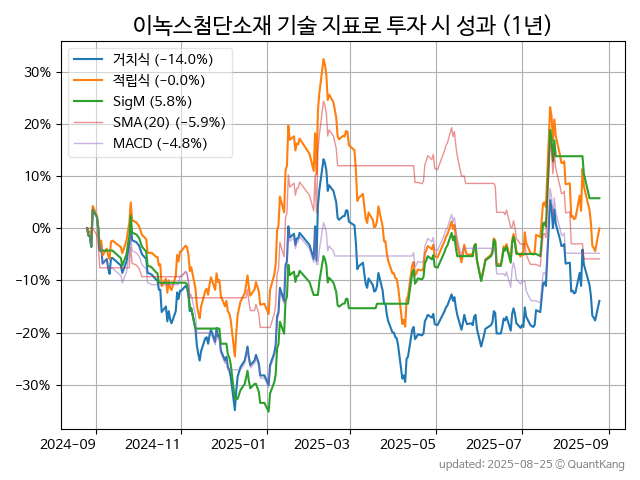 이녹스첨단소재 기술 지표로 투자 시 성과 (1년)
거치식 (−14.0%)
적립식 (−0.0%)
SigM (5.8%)
SMA(20) (−5.9%)
MACD (−4.8%)
30%
20%
10%
0%
−10%
−20%
−30%
2024−09 2024−11 2025−01 2025−03 2025−05 2025−07 2025−09
updated: 2025−08−25 © QuantKang